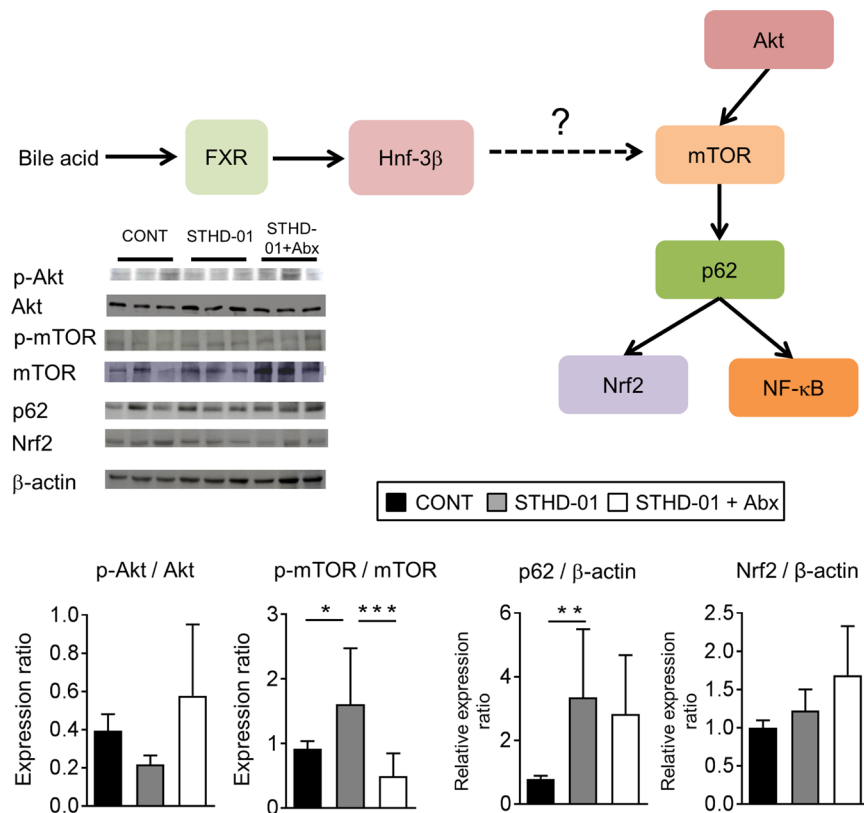 Akt
?
Bile acid
FXR
Hnf-3β
mTOR
CONT
STHD-01
STHD-
01+Abx
p62
p-Akt
Akt
p-mTOR
mTOR
p62
Nrf2
β-actin
Nrf2
NF-κB
CONT
STHD-01
STHD-01 + Abx
p-Akt / Akt
Expression ratio
1.0
0.8
0.6
0.4
0.2
0.0
p-mTOR / mTOR
Expression ratio
3
2
1
0
*
***
p62 / β-actin
Relative expression
ratio
6
4
2
0
**
Nrf2 / β-actin
Relative expression
ratio
2.5
2.0
1.5
1.0
0.5
0.0